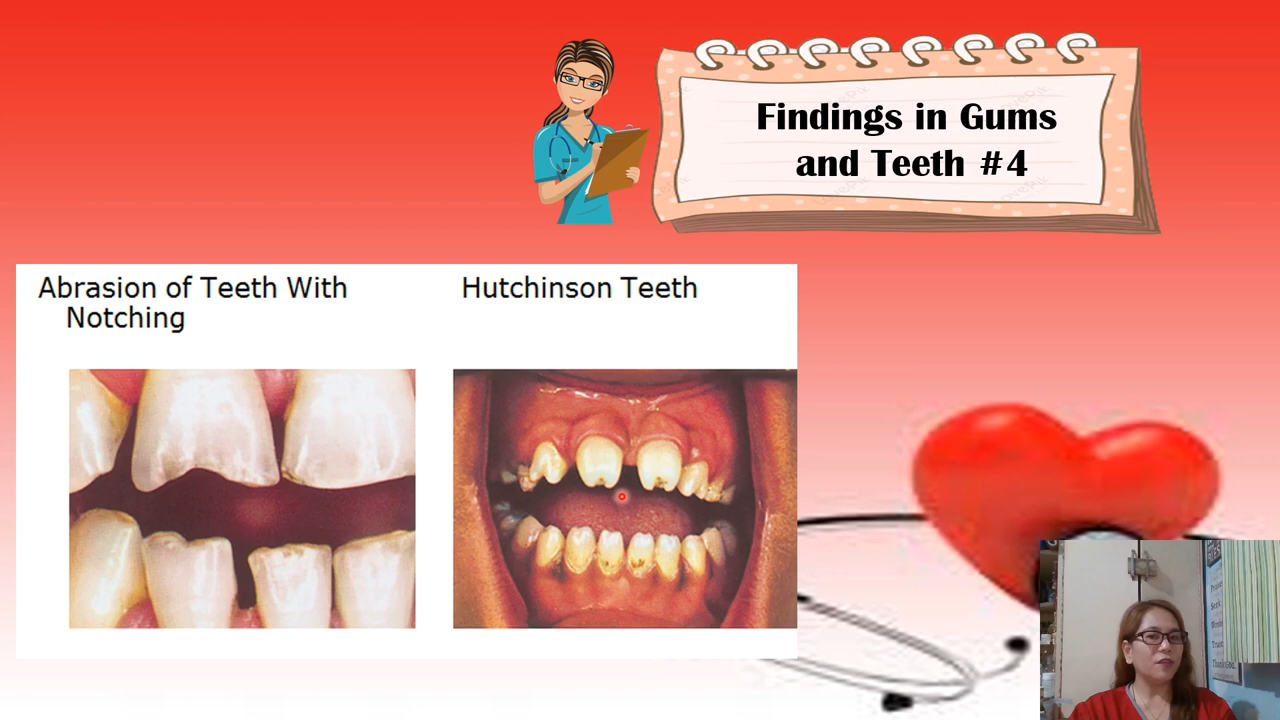 Findings in Gums
and Teeth #4
Abrasion of Teeth With
Notching
Hutchinson Teeth